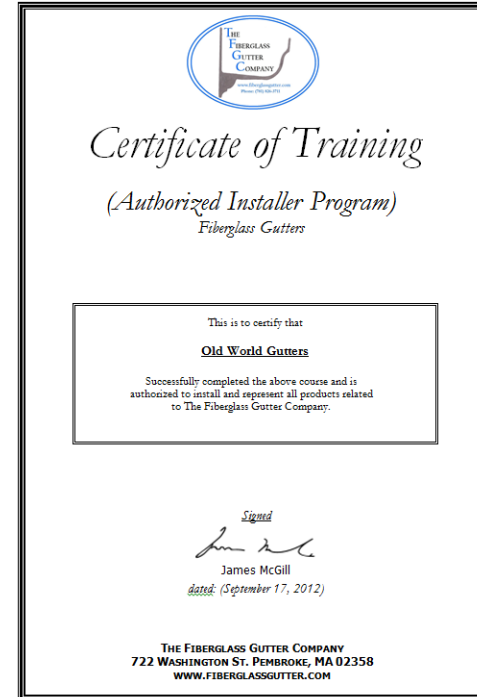 THE
FIBERGLASS
GUTTER
COMPANY
www.fiberglassgutter.com
Certificate of Training
(Authorized Installer Program)
Fiberglass Gutters
This is to certify that
Old World Gutters
Successfully completed the above course and is
authorized to install and represent all products related
to The Fiberglass Gutter Company.
Signed
James McGill
dated: (September 17, 2012)
THE FIBERGLASS GUTTER COMPANY
722 WASHINGTON ST. PEMBROKE, MA 02358
WWW.FIBERGLASSGUTTER.COM